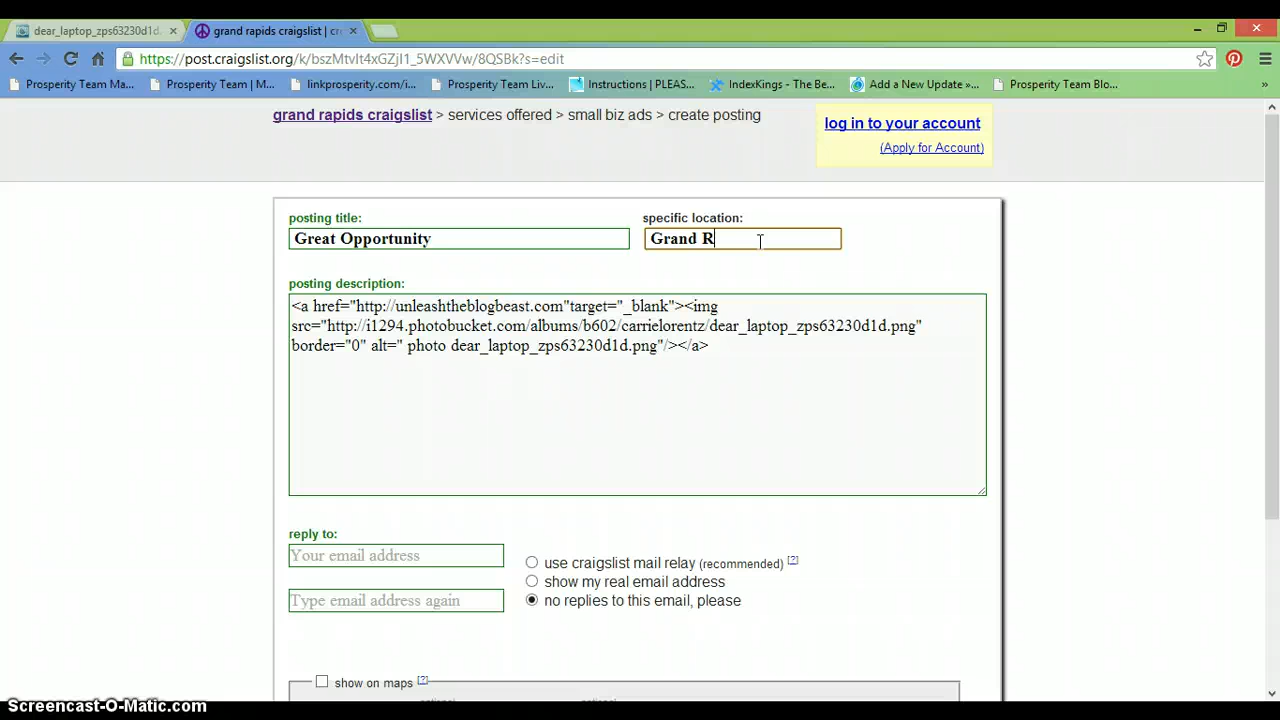 dear_laptop_zps63230d1d.
grand rapids craigslist | cr
https://post.craigslist.org/k/bszMtvIt4xGZjI1_5WXVVw/8QSBk?s=edit
Prosperity Team Ma...
Prosperity Team | M...
linkprosperity.com/i...
Prosperity Team Liv...
Instructions | PLEAS...
IndexKings - The Be...
Add a New Update »...
Prosperity Team Blo...
»
grand rapids craigslist > services offered > small biz ads > create posting
log in to your account
(Apply for Account)
posting title:
specific location:
Great Opportunity
Grand R
posting description:
<a href="http://unleashtheblogbeast.com"target="_blank"><img
src="http://i1294.photobucket.com/albums/b602/carrielorentz/dear_laptop_zps63230d1d.png"
border="0" alt=" photo dear_laptop_zps63230d1d.png"/></a>
reply to:
Your email address
use craigslist mail relay (recommended) [?]
show my real email address
Type email address again
no replies to this email, please
show on maps [?]
Screencast-O-Matic.com